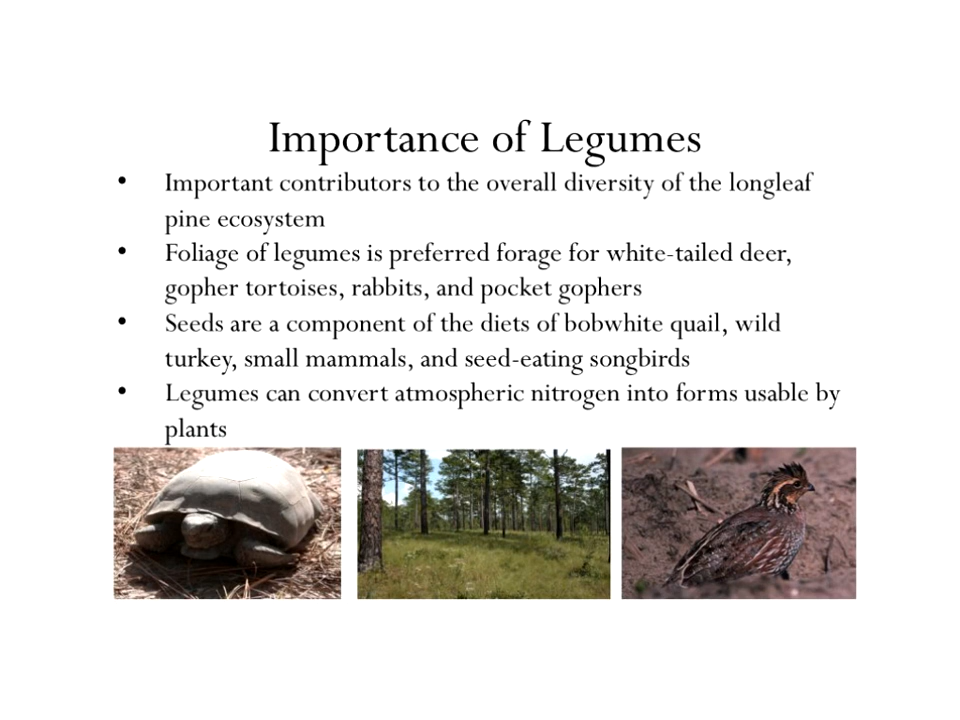 Importance of Legumes
• Important contributors to the overall diversity of the longleaf
pine ecosystem
• Foliage of legumes is preferred forage for white-tailed deer,
gopher tortoises, rabbits, and pocket gophers
• Seeds are a component of the diets of bobwhite quail, wild
turkey, small mammals, and seed-eating songbirds
• Legumes can convert atmospheric nitrogen into forms usable by
plants